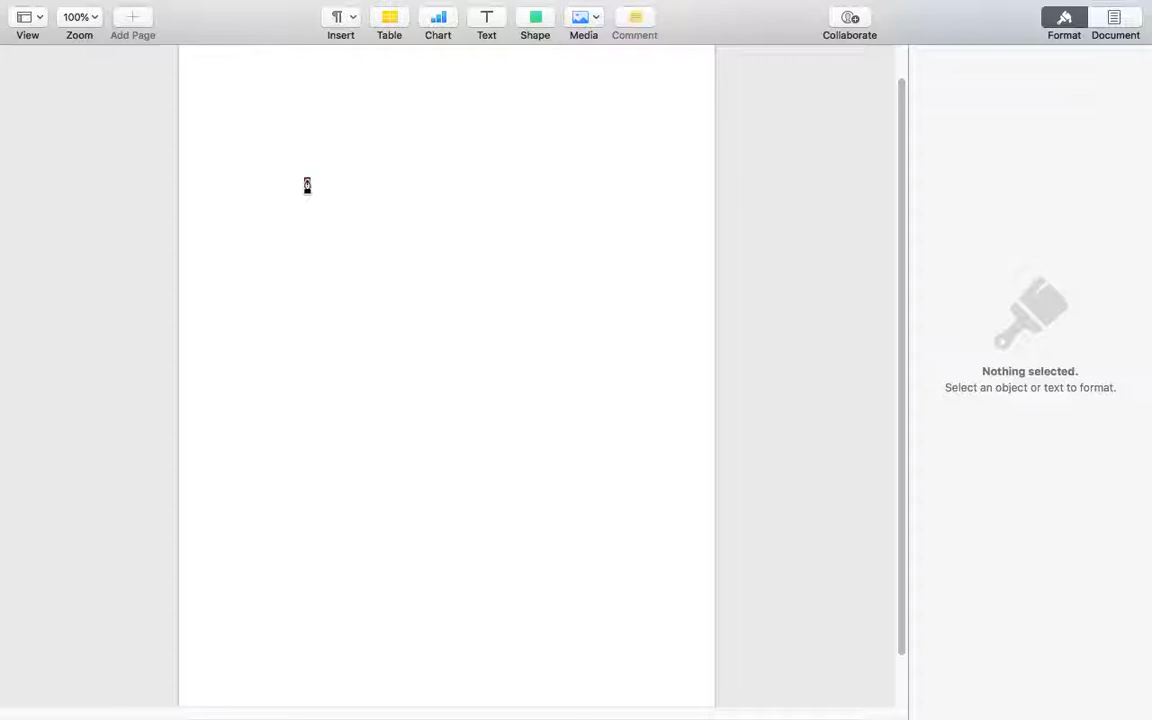 100%
View Zoom Add Page Insert Table Chart Text Shape Media Comment Collaborate Format Document
Nothing selected.
Select an object or text to format.